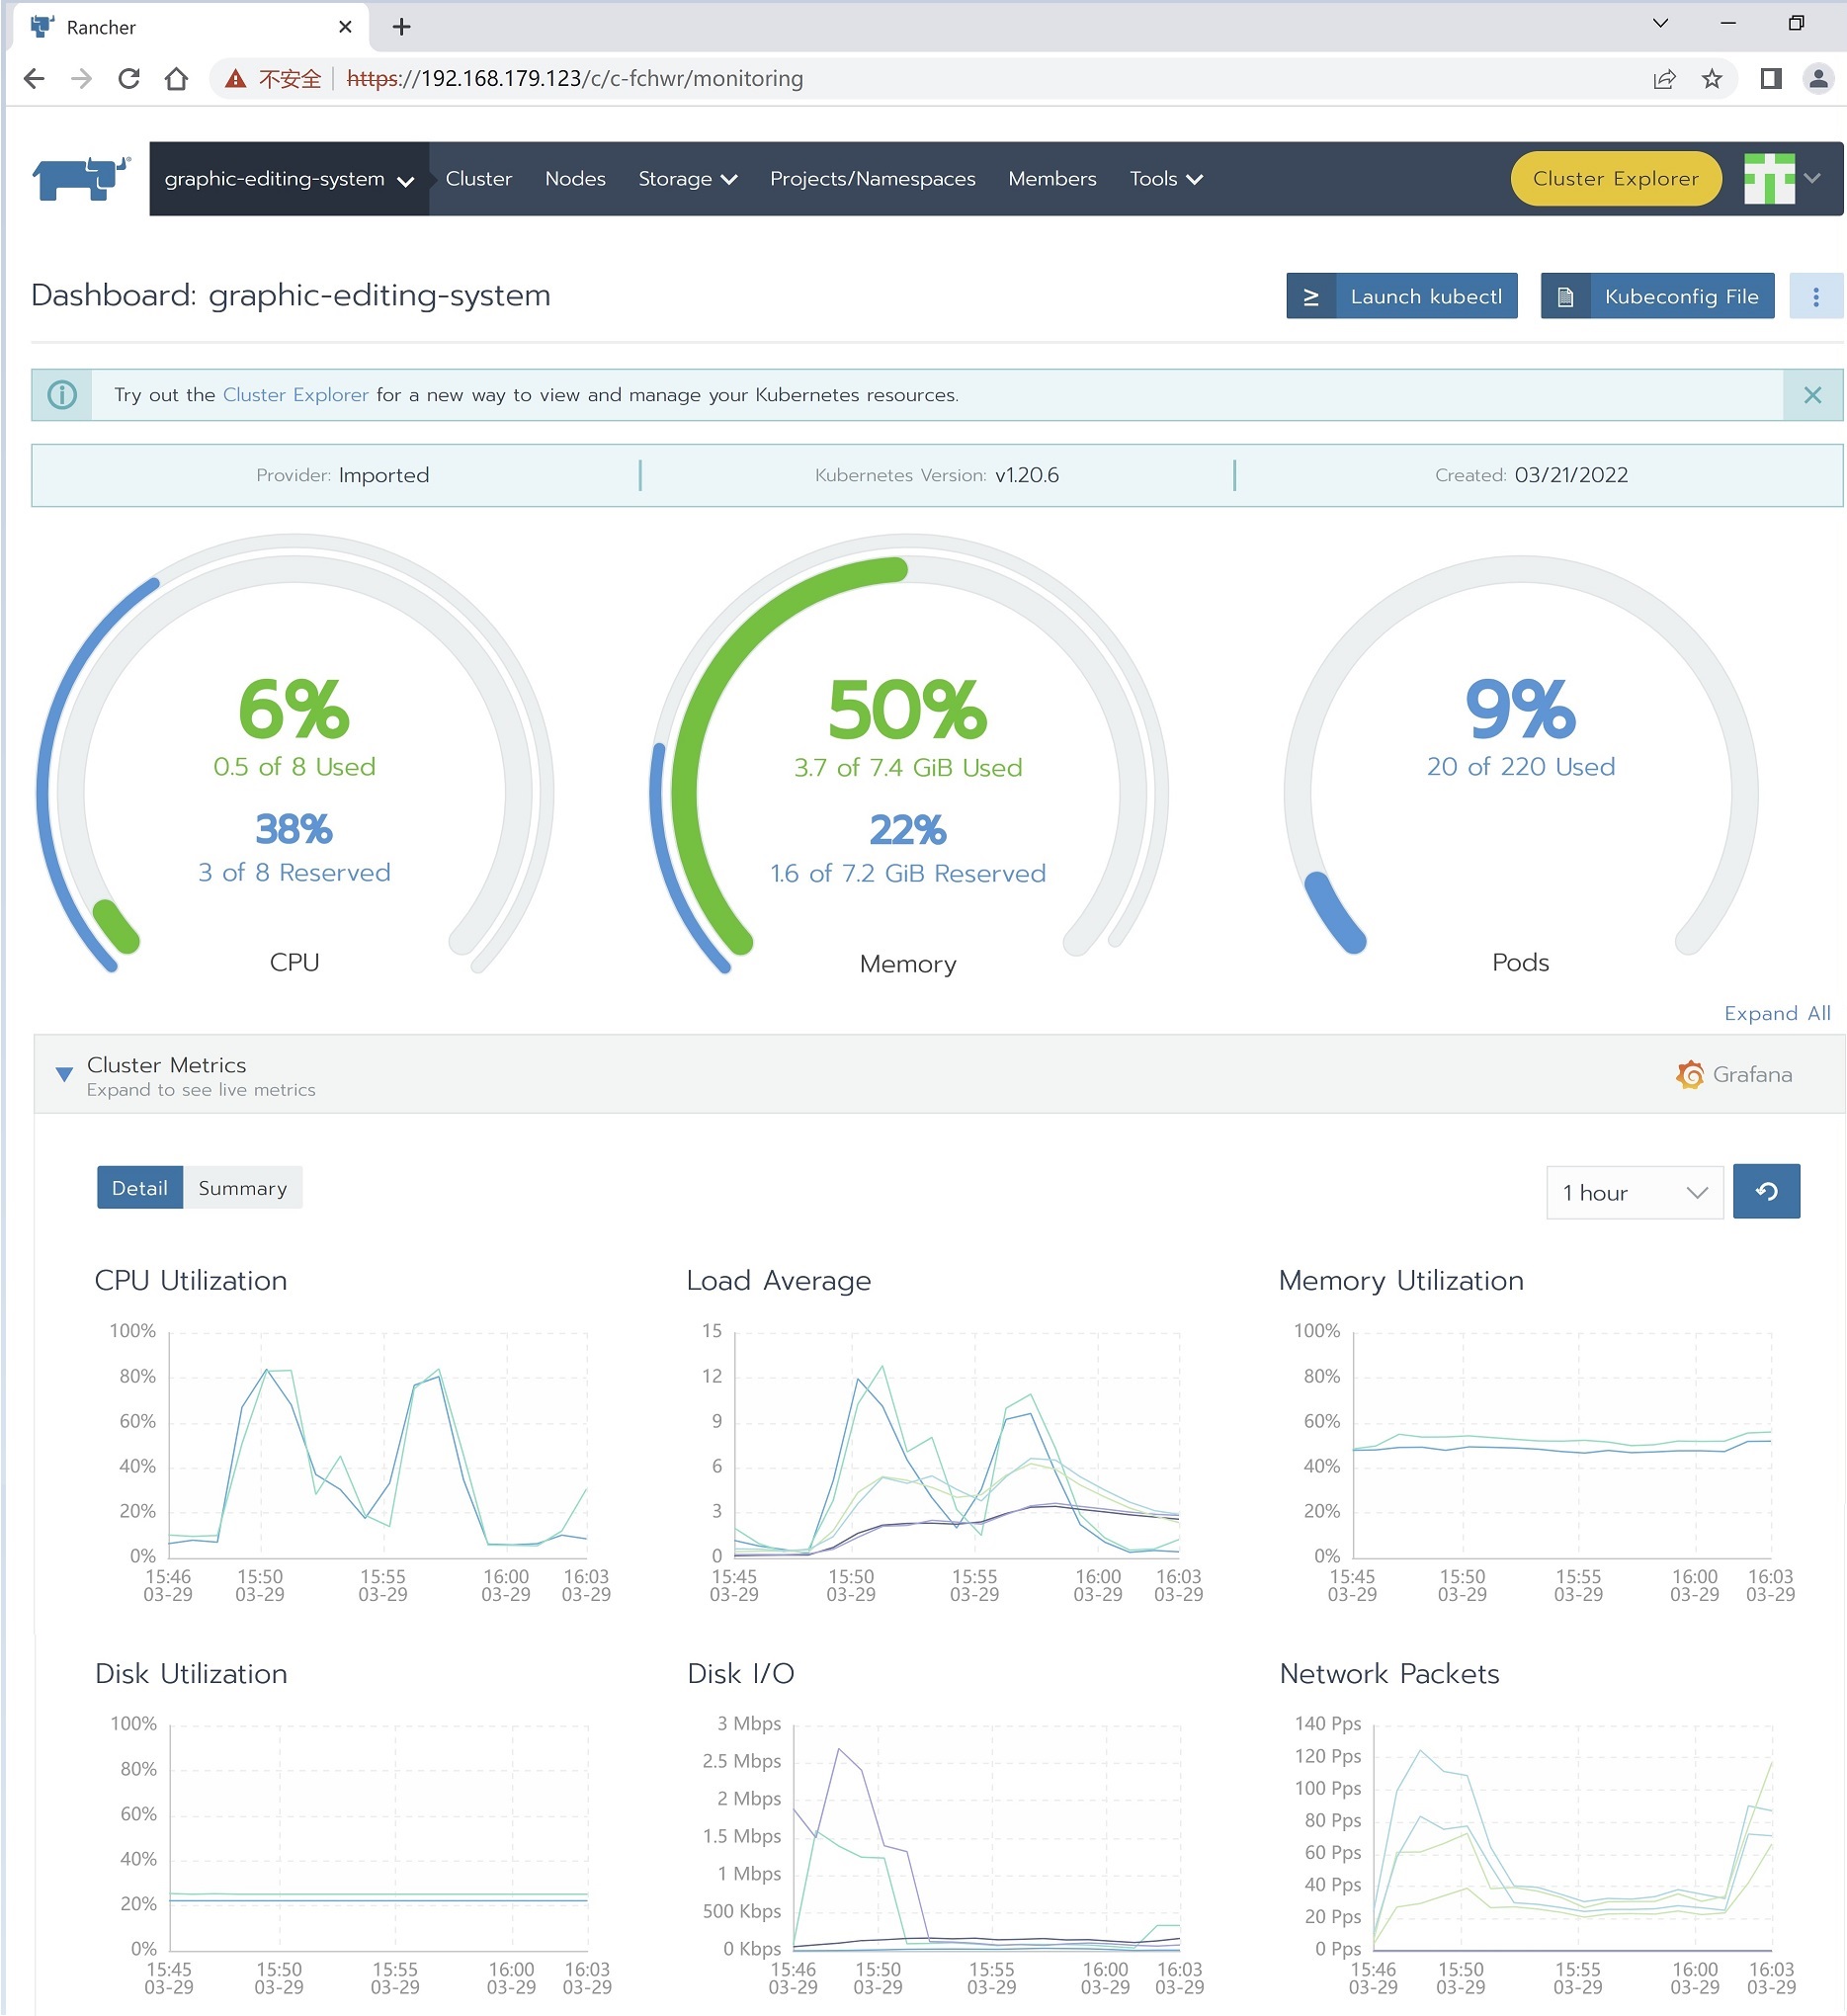 Rancher
不安全 https://192.168.179.123/c/c-fchwr/monitoring
graphic-editing-system Cluster Nodes Storage Projects/Namespaces Members Tools Cluster Explorer
Dashboard: graphic-editing-system
Launch kubectl Kubeconfig File
Try out the Cluster Explorer for a new way to view and manage your Kubernetes resources.
Provider: Imported Kubernetes Version: v1.20.6 Created: 03/21/2022
6%
0.5 of 8 Used
38%
3 of 8 Reserved
CPU
50%
3.7 of 7.4 GiB Used
22%
1.6 of 7.2 GiB Reserved
Memory
9%
20 of 220 Used
Pods
Expand All
Cluster Metrics
Expand to see live metrics
Grafana
Detail Summary
1 hour
CPU Utilization
100%
80%
60%
40%
20%
0%
15:46 15:50 15:55 16:00 16:03
03-29 03-29 03-29 03-29 03-29
Load Average
15
12
9
6
3
0
15:45 15:50 15:55 16:00 16:03
03-29 03-29 03-29 03-29 03-29
Memory Utilization
100%
80%
60%
40%
20%
0%
15:45 15:50 15:55 16:00 16:03
03-29 03-29 03-29 03-29 03-29
Disk Utilization
100%
80%
60%
40%
20%
0%
15:45 15:50 15:55 16:00 16:03
03-29 03-29 03-29 03-29 03-29
Disk I/O
3 Mbps
2.5 Mbps
2 Mbps
1.5 Mbps
1 Mbps
500 Kbps
0 Kbps
15:46 15:50 15:55 16:00 16:03
03-29 03-29 03-29 03-29 03-29
Network Packets
140 Pps
120 Pps
100 Pps
80 Pps
60 Pps
40 Pps
20 Pps
0 Pps
15:46 15:50 15:55 16:00 16:03
03-29 03-29 03-29 03-29 03-29